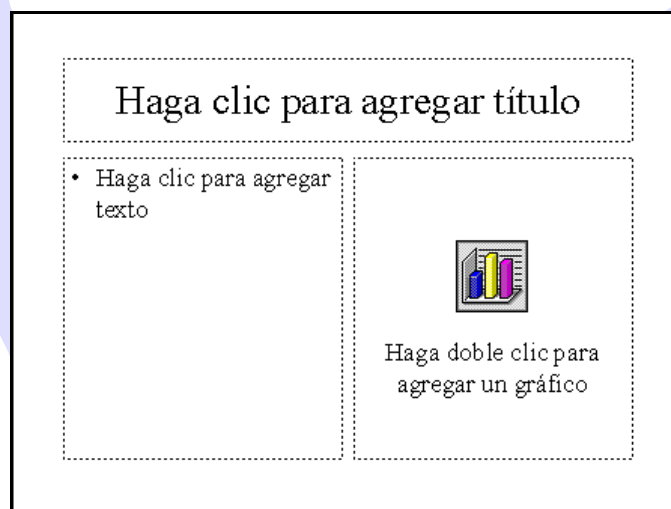 Haga clic para agregar título
• Haga clic para agregar
texto
Haga doble clic para
agregar un gráfico